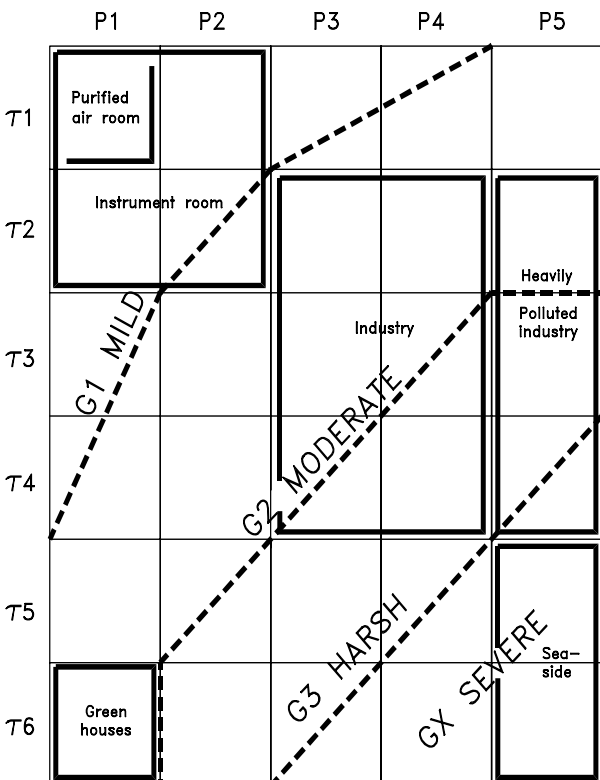 P1 P2 P3 P4 P5
τ1
Purified
air room
Instrument room
τ2
Heavily
Polluted
industry
Industry
τ3
G1 MILD
G2 MODERATE
τ4
τ5
G3 HARSH
GX SEVERE
Sea-
side
Green
houses
τ6